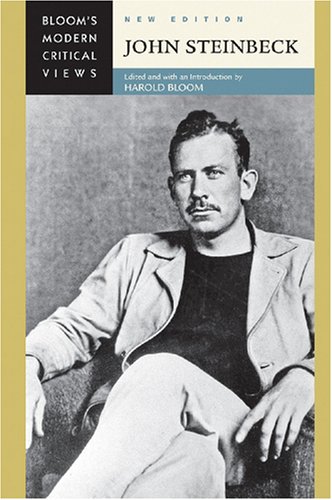 BLOOM'S
MODERN
CRITICAL
VIEWS
NEW EDITION
JOHN STEINBECK
Edited and with an Introduction by
HAROLD BLOOM